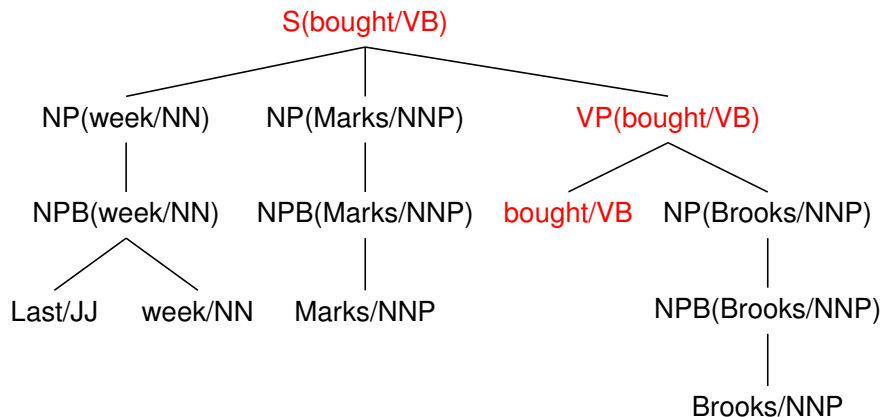 S(bought/VB)
NP(week/NN) NP(Marks/NNP) VP(bought/VB)
NPB(week/NN) NPB(Marks/NNP) bought/VB NP(Brooks/NNP)
Last/JJ week/NN Marks/NNP NPB(Brooks/NNP)
Brooks/NNP